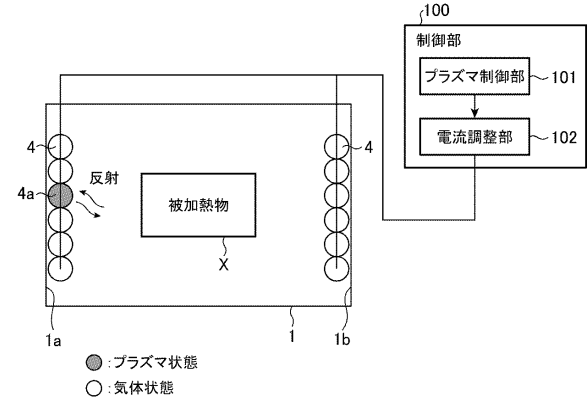 100
制御部
プラズマ制御部
101
電流調整部
102
4
4
反射
4a
被加熱物
X
1a
1
1b
:プラズマ状態
:気体状態